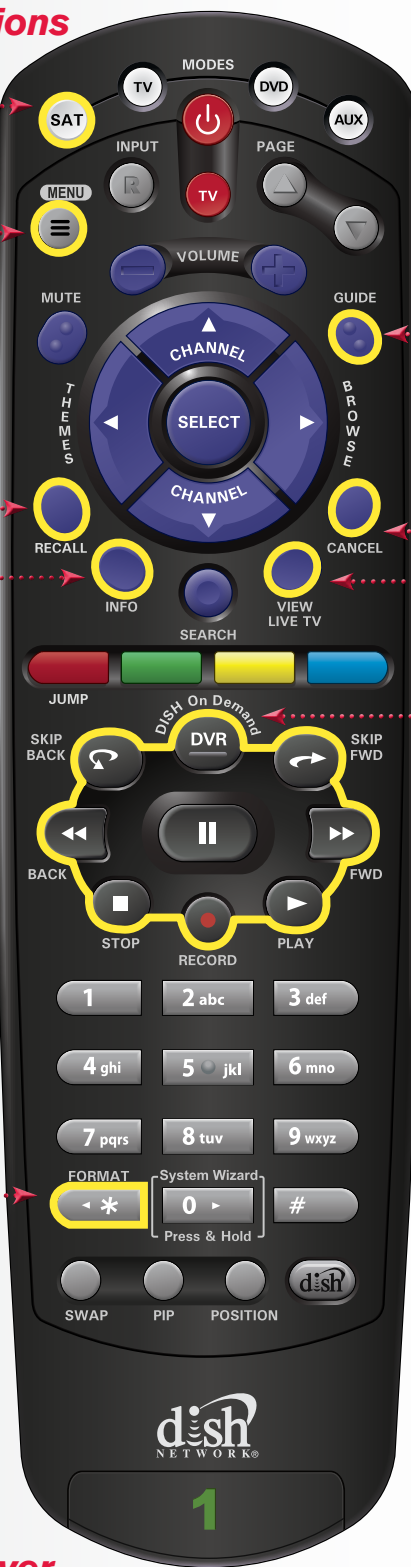 ions
MODES
TV DVD
SAT AUX
INPUT PAGE
R
TV
MENU
VOLUME
MUTE GUIDE
CHANNEL
THEMES SELECT BROWSE
CHANNEL
RECALL CANCEL
INFO VIEW
LIVE TV
SEARCH
JUMP
DISH On Demand
SKIP
BACK
DVR
SKIP
FWD
BACK FWD
STOP PLAY
RECORD
1 2 abc 3 def
4 ghi 5 jkl 6 mno
7 pqrs 8 tuv 9 wxyz
FORMAT System Wizard
* 0 #
Press & Hold
dish
SWAP PIP POSITION
dish
NETWORK®
1
ver